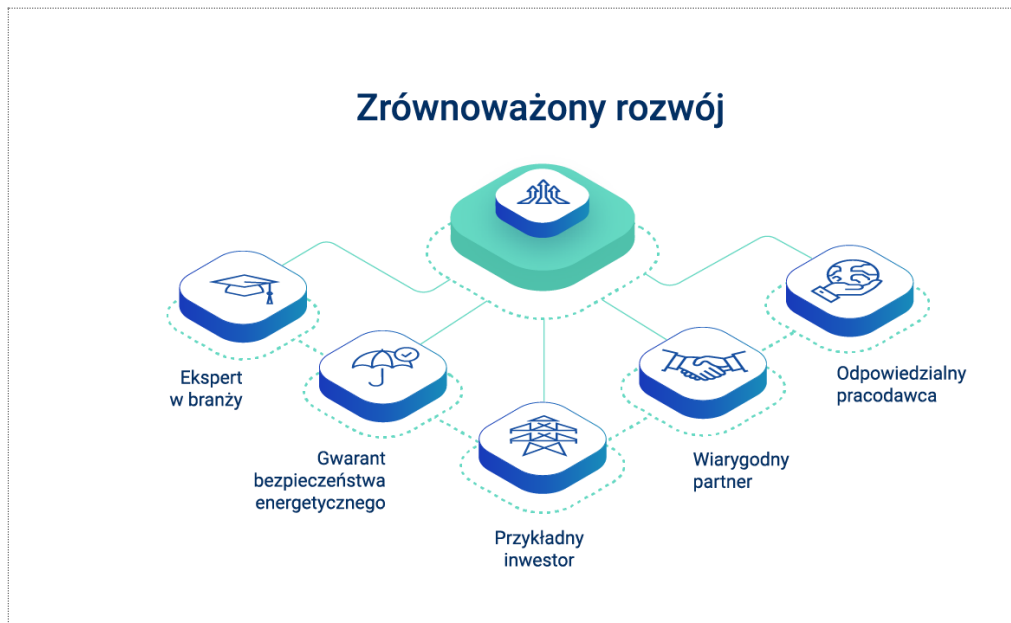 Zrównoważony rozwój
Ekspert
w branży
Gwarant
bezpieczeństwa
energetycznego
Przykładny
inwestor
Wiarygodny
partner
Odpowiedzialny
pracodawca